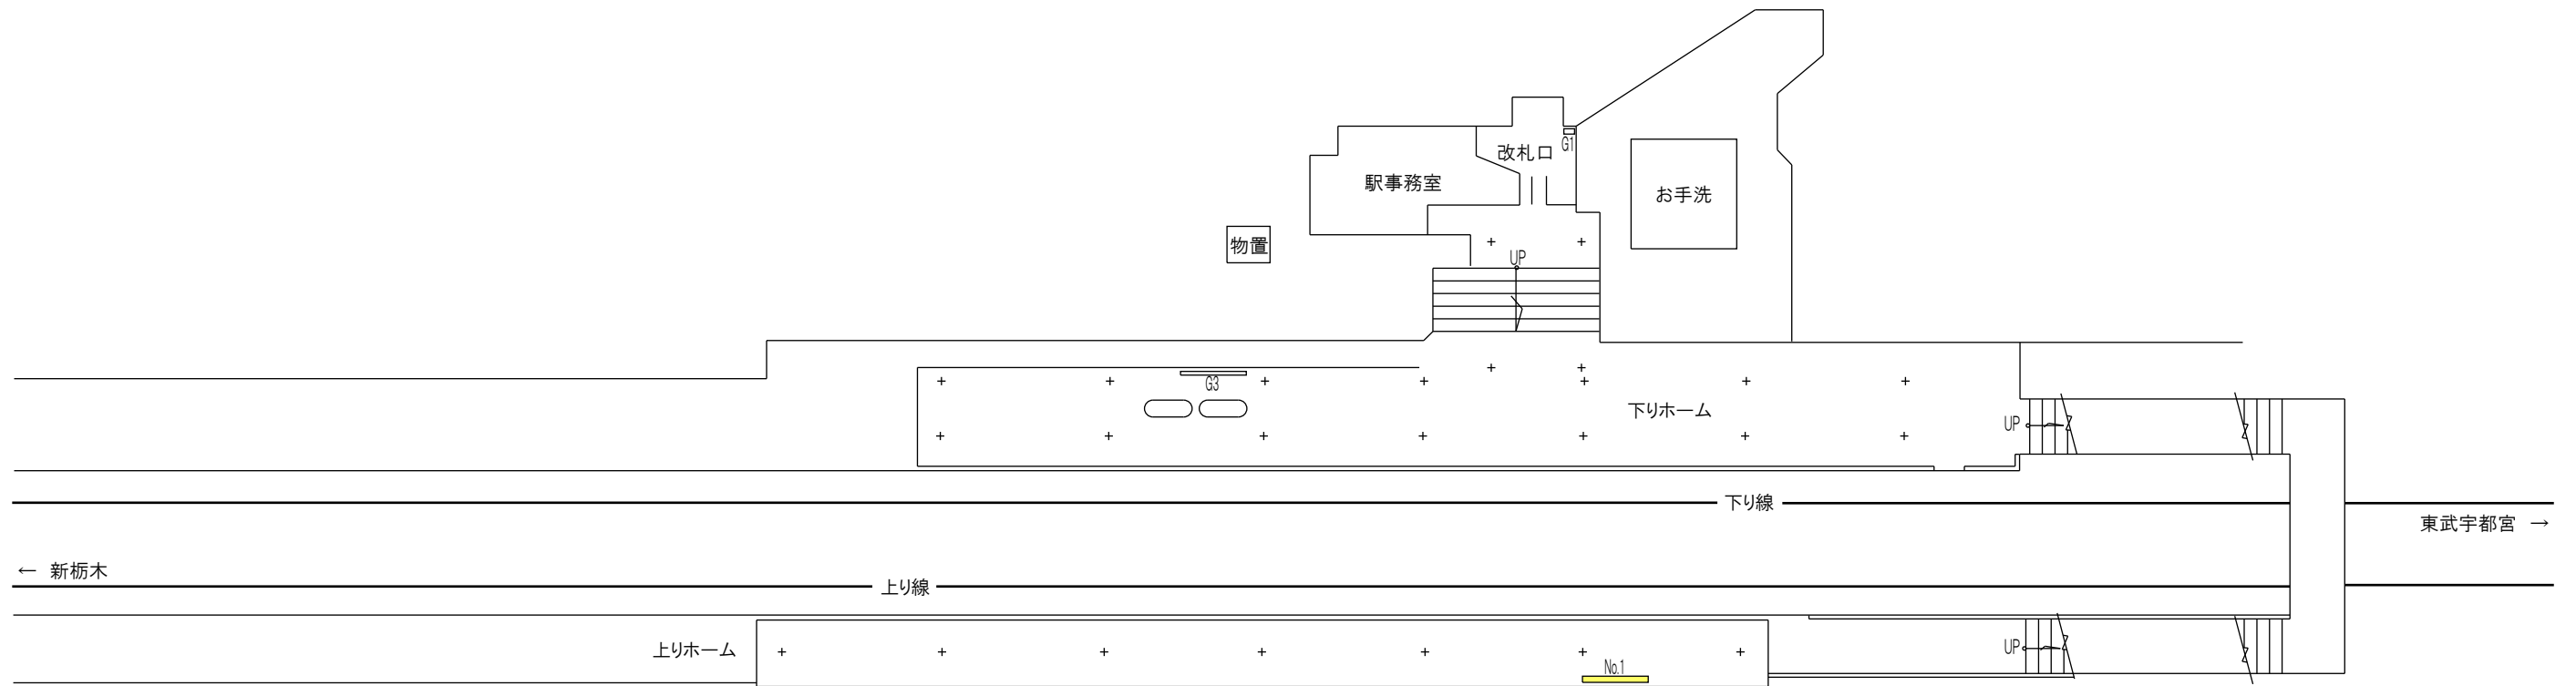 改札口
G1
駅事務室
お手洗
物置
UP
G3
下りホーム
UP
下り線
東武宇都宮 →
← 新栃木
上り線
上りホーム
UP
No.1